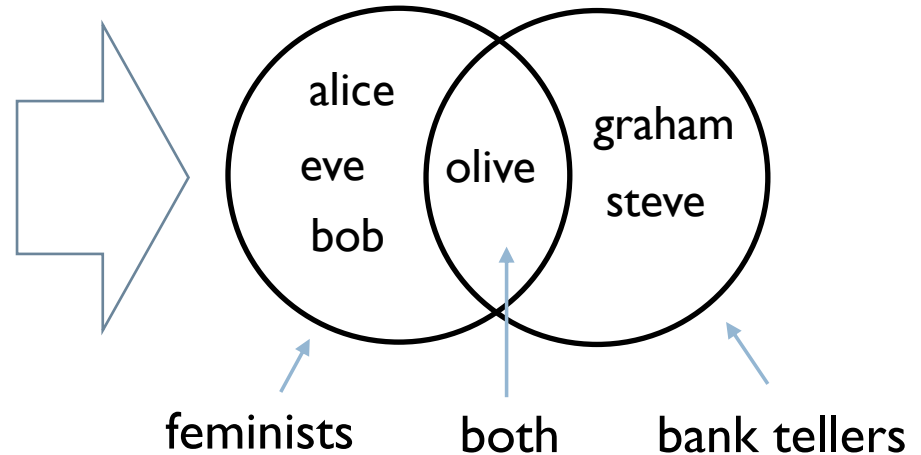 alice
eve
bob
olive
graham
steve
feminists
both
bank tellers